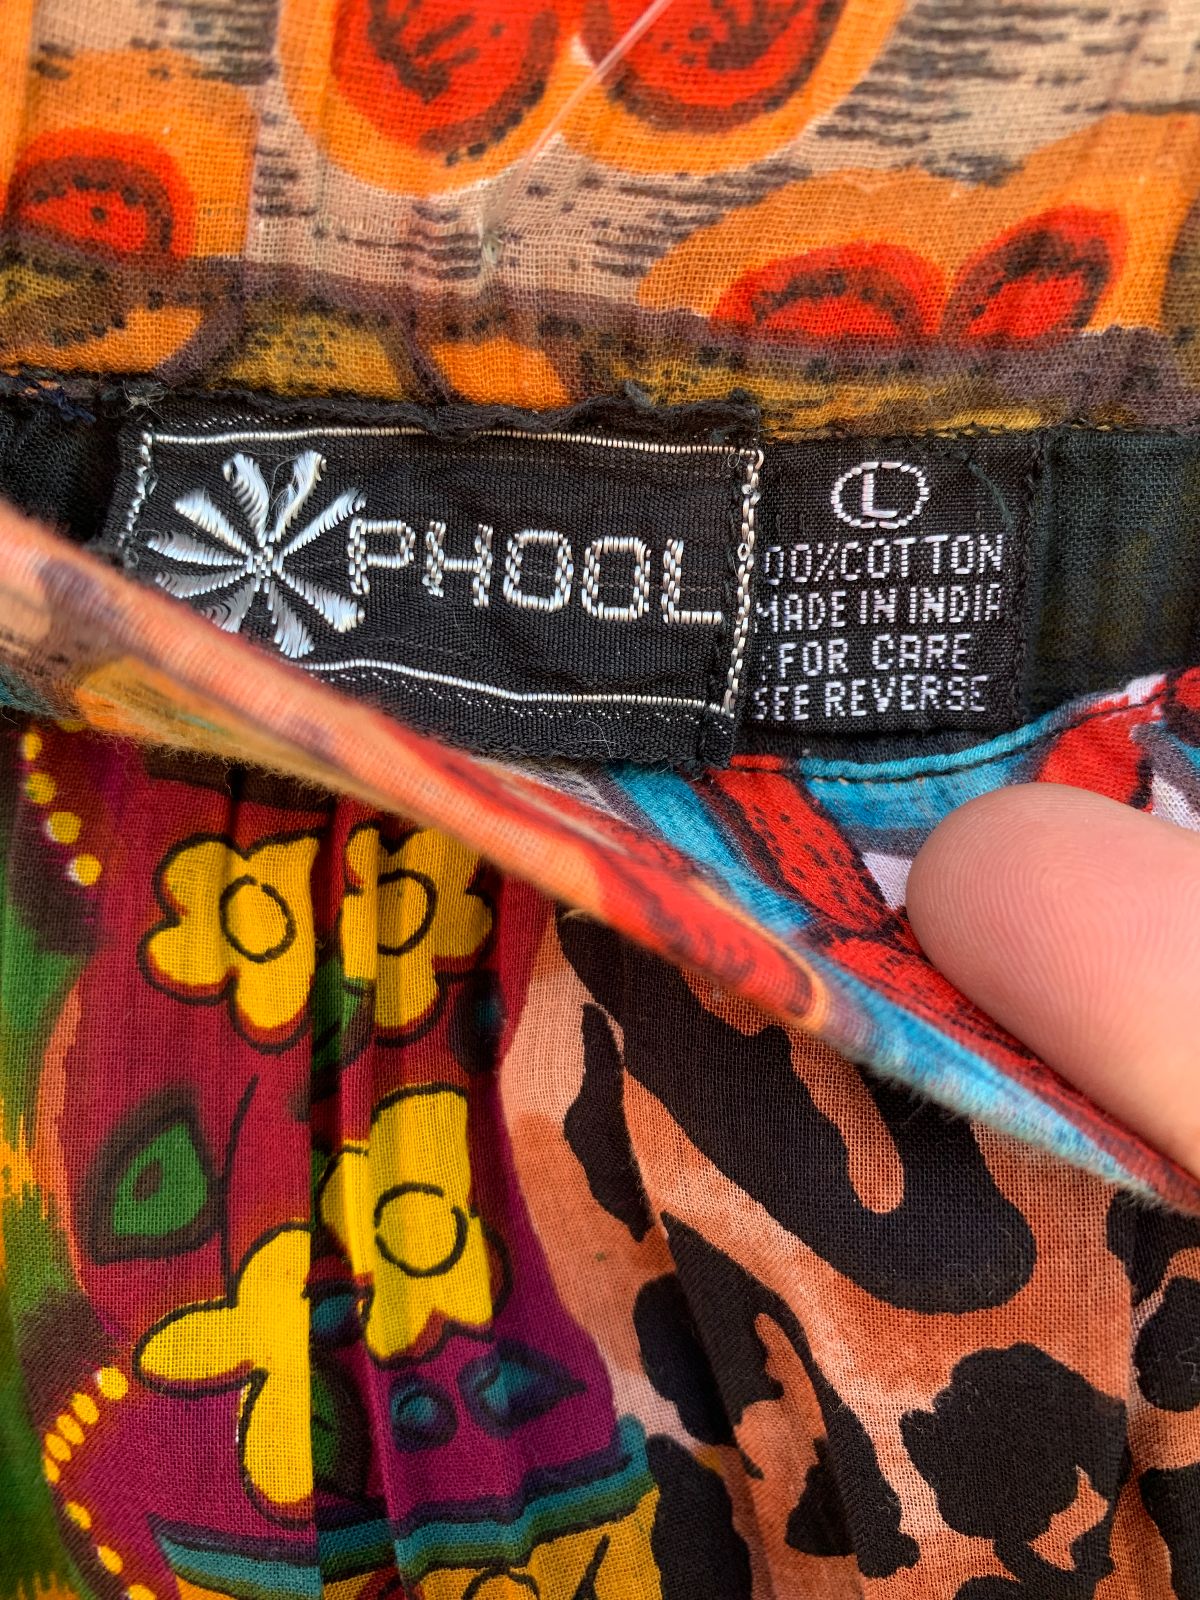 PHOOL
L
00%COTTON
MADE IN INDIA
FOR CARE
SEE REVERSE